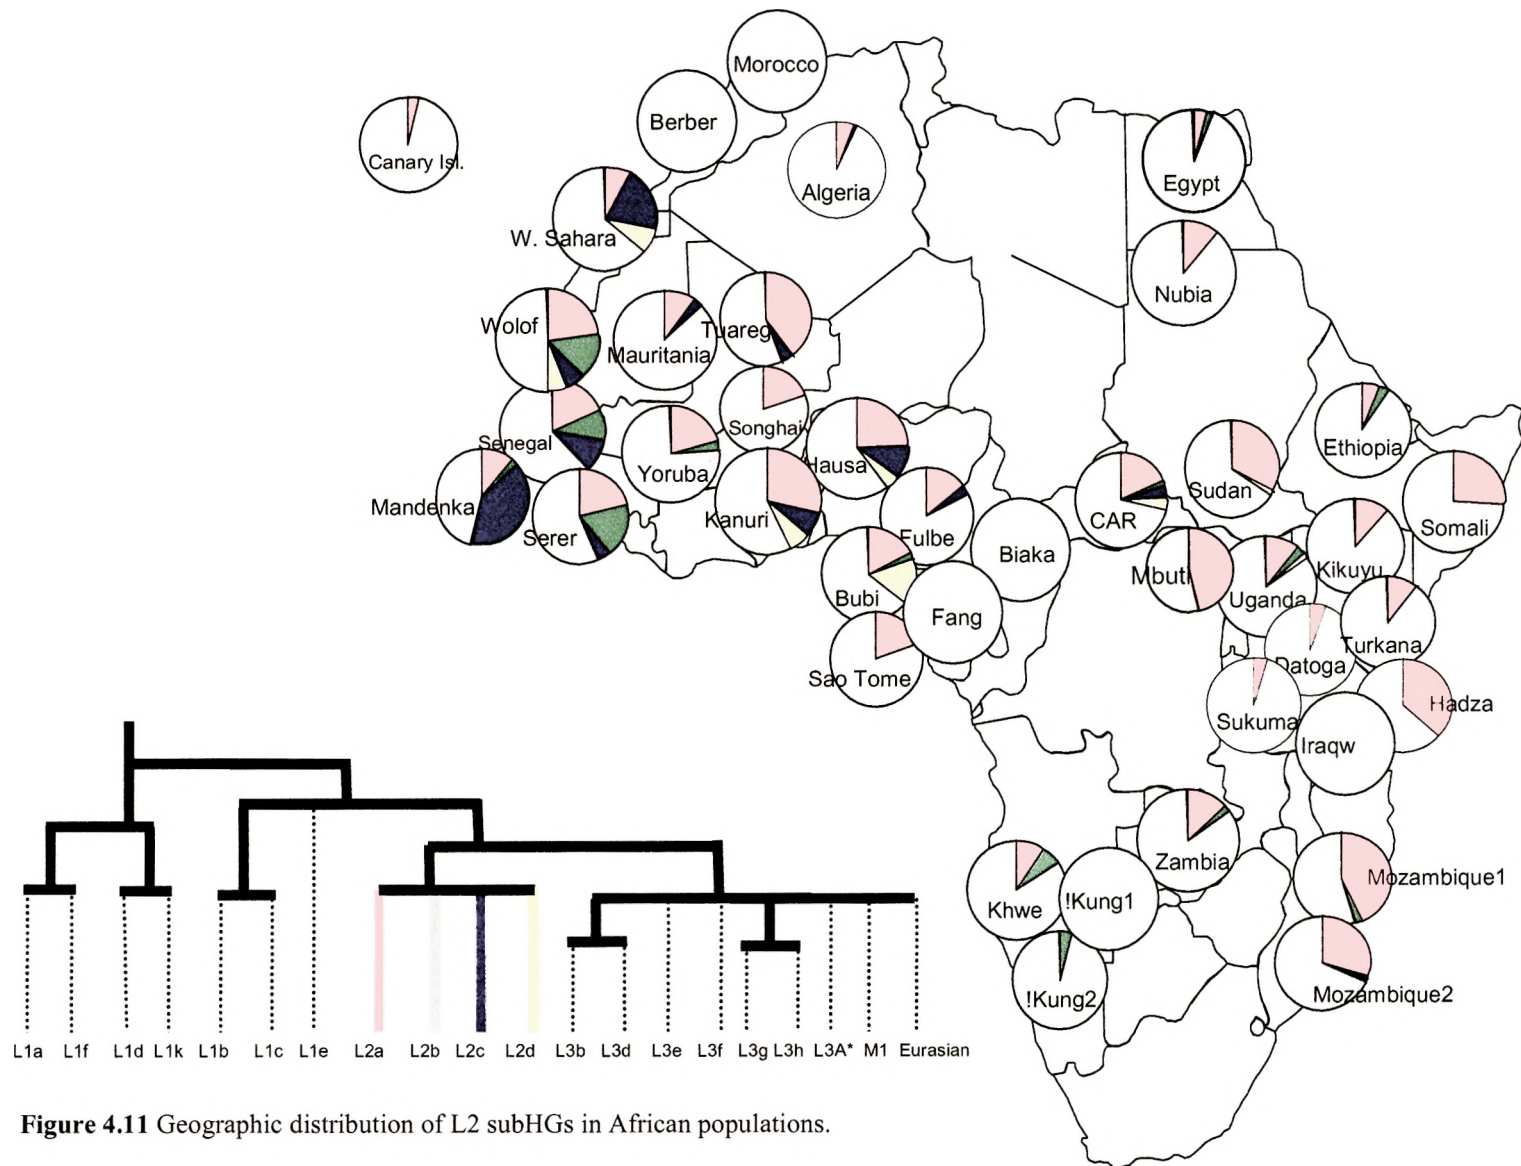 Morocco
Berber
Canary Isl.
Algeria
Egypt
W. Sahara
Nubia
Wolof
Mauritania
Tuareg
Songhai
Senegal
Yoruba
Hausa
Ethiopia
Mandenka
Serer
Kanuri
Fulbe
CAR
Sudan
Somali
Biaka
Mbuti
Kikuyu
Bubi
Uganda
Fang
Turkana
Sao Tome
Datoga
Hadza
Sukuma
Iraqw
Zambia
Mozambique1
Khwe
!Kung1
!Kung2
Mozambique2
L1a L1f L1d L1k L1b L1c L1e L2a L2b L2c L2d L3b L3d L3e L3f L3g L3h L3A* M1 Eurasian
Figure 4.11 Geographic distribution of L2 subHGs in African populations.